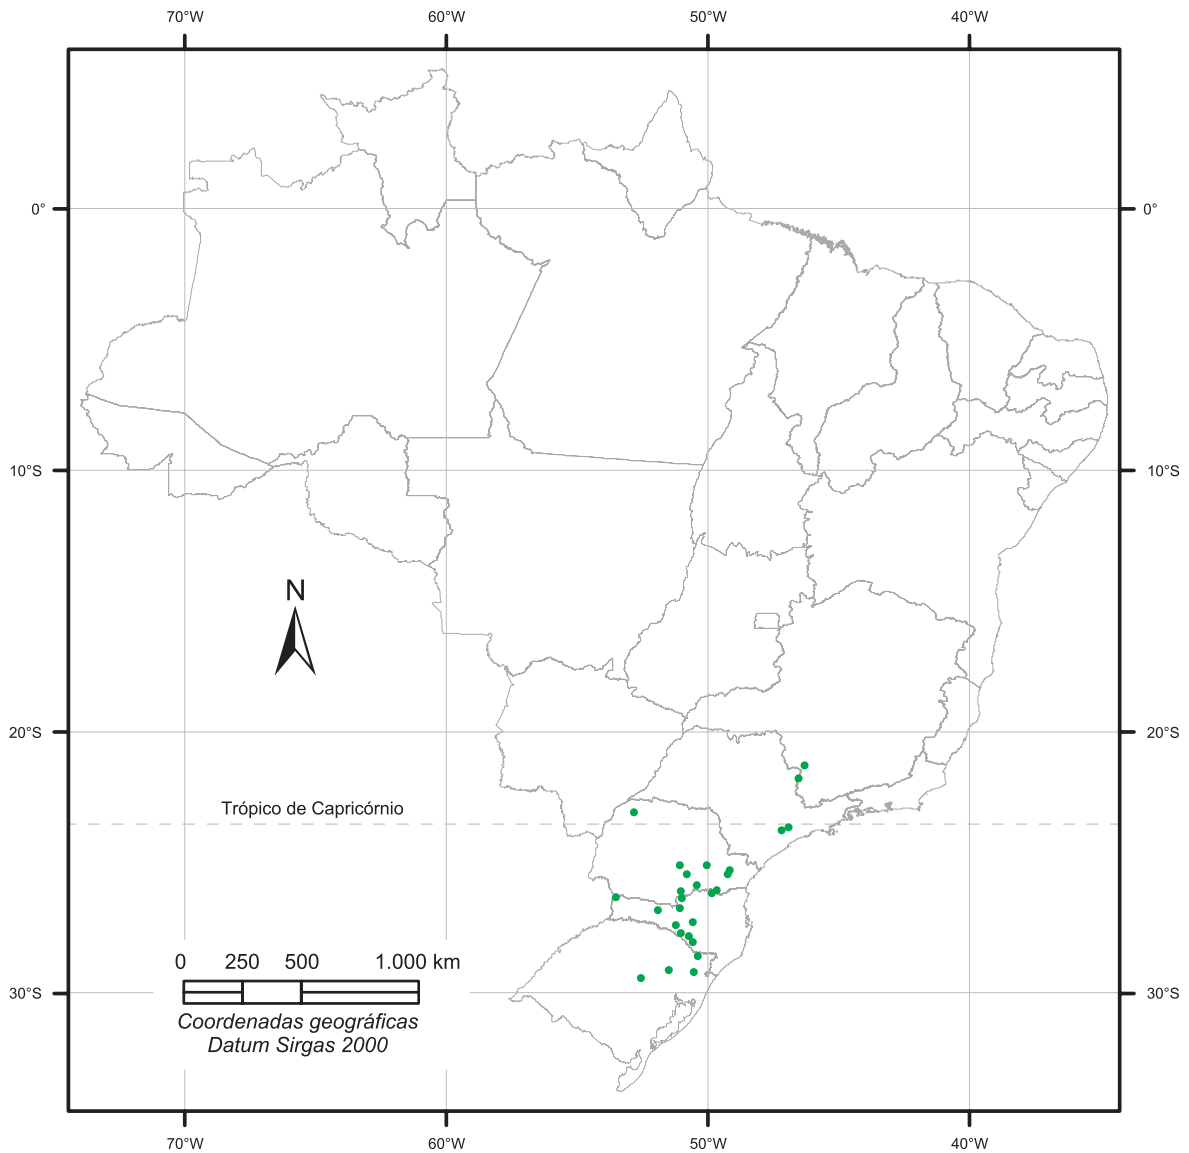 70°W 60°W 50°W 40°W
0° 0°
10°S 10°S
N
20°S 20°S
Trópico de Capricórnio
0 250 500 1.000 km
30°S 30°S
Coordenadas geográficas
Datum Sirgas 2000
70°W 60°W 50°W 40°W